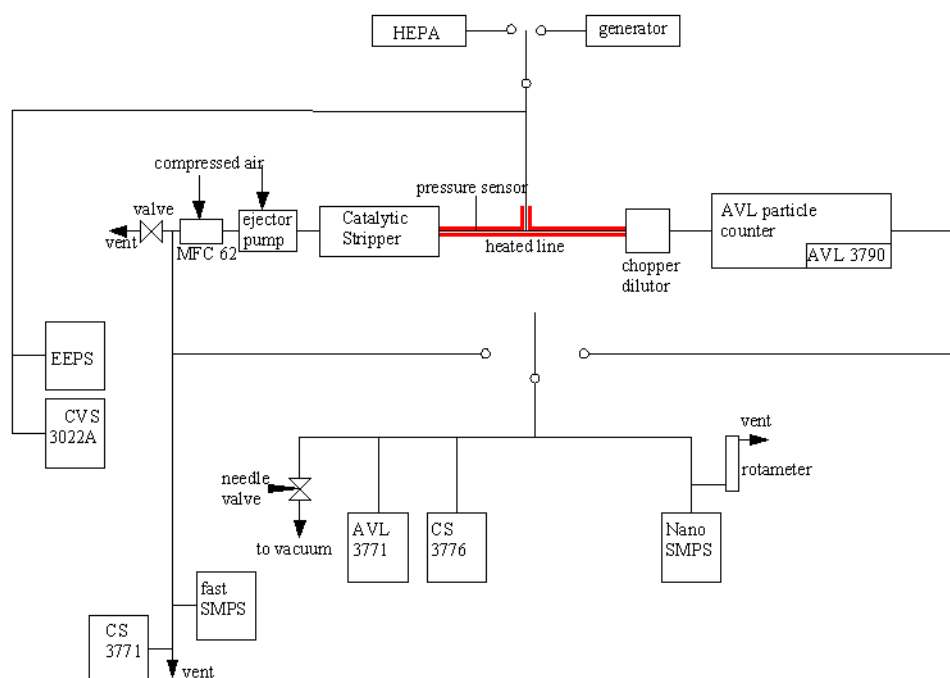 HEPA
generator
compressed air
pressure sensor
valve
vent
MFC 62
ejector
pump
Catalytic
Stripper
heated line
chopper
dilutor
AVL particle
counter
AVL 3790
EEPS
CVS
3022A
needle
valve
to vacuum
AVL
3771
CS
3776
Nano
SMPS
vent
rotameter
fast
SMPS
CS
3771
vent